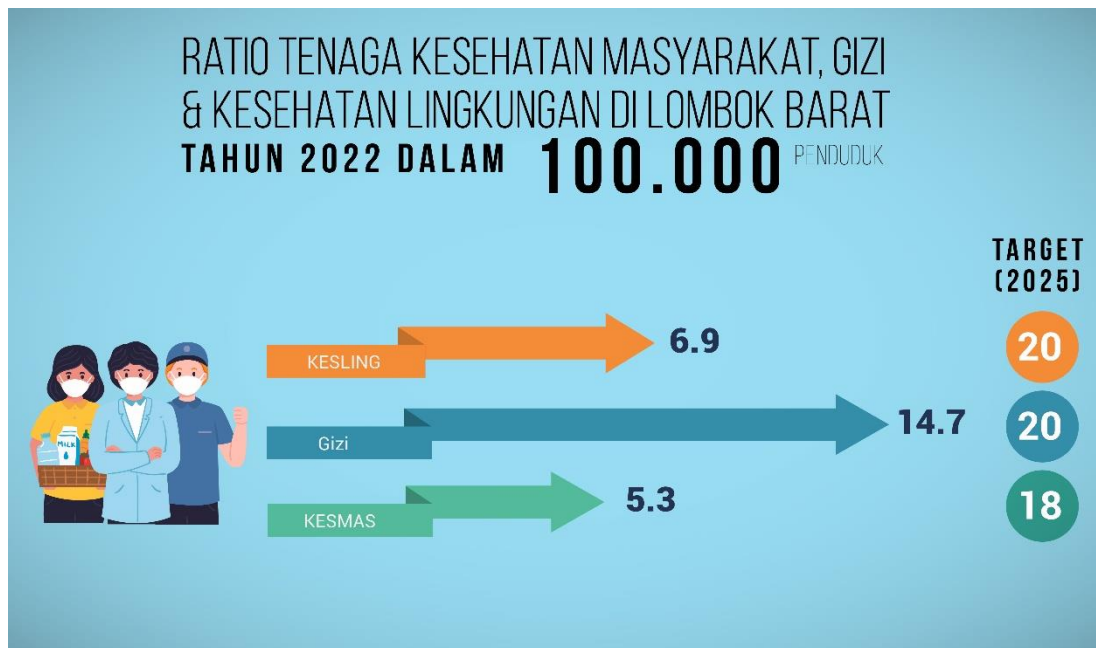 RATIO TENAGA KESEHATAN MASYARAKAT, GIZI
& KESEHATAN LINGKUNGAN DI LOMBOK BARAT
TAHUN 2022 DALAM 100.000 PENDUDUK
TARGET
(2025)
KESLING 6.9 20
MILK
Gizi 14.7 20
KESMAS 5.3 18